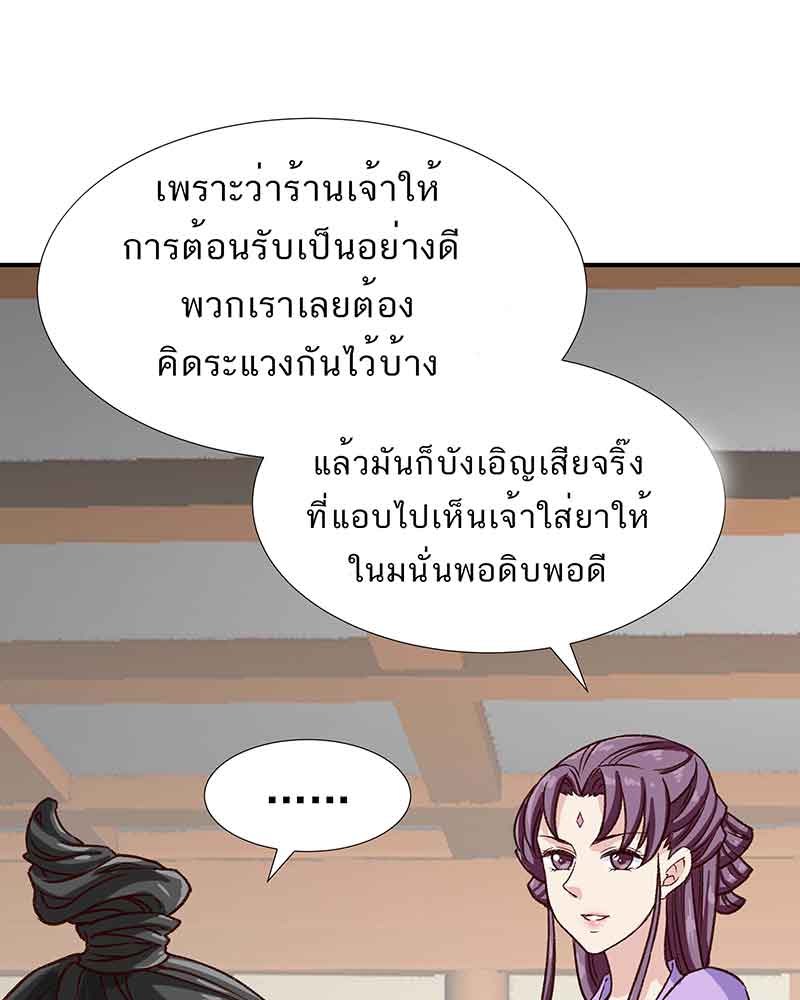 เพราะว่าร้านเจ้าให้
การต้อนรับเป็นอย่างดี
พวกเราเลยต้อง
คิดระแวงกันไว้บ้าง
แล้วมันก็บังเอิญเสียจริ๊ง
ที่แอบไปเห็นเจ้าใส่ยาให้
ในมนั่นพอดิบพอดี
......